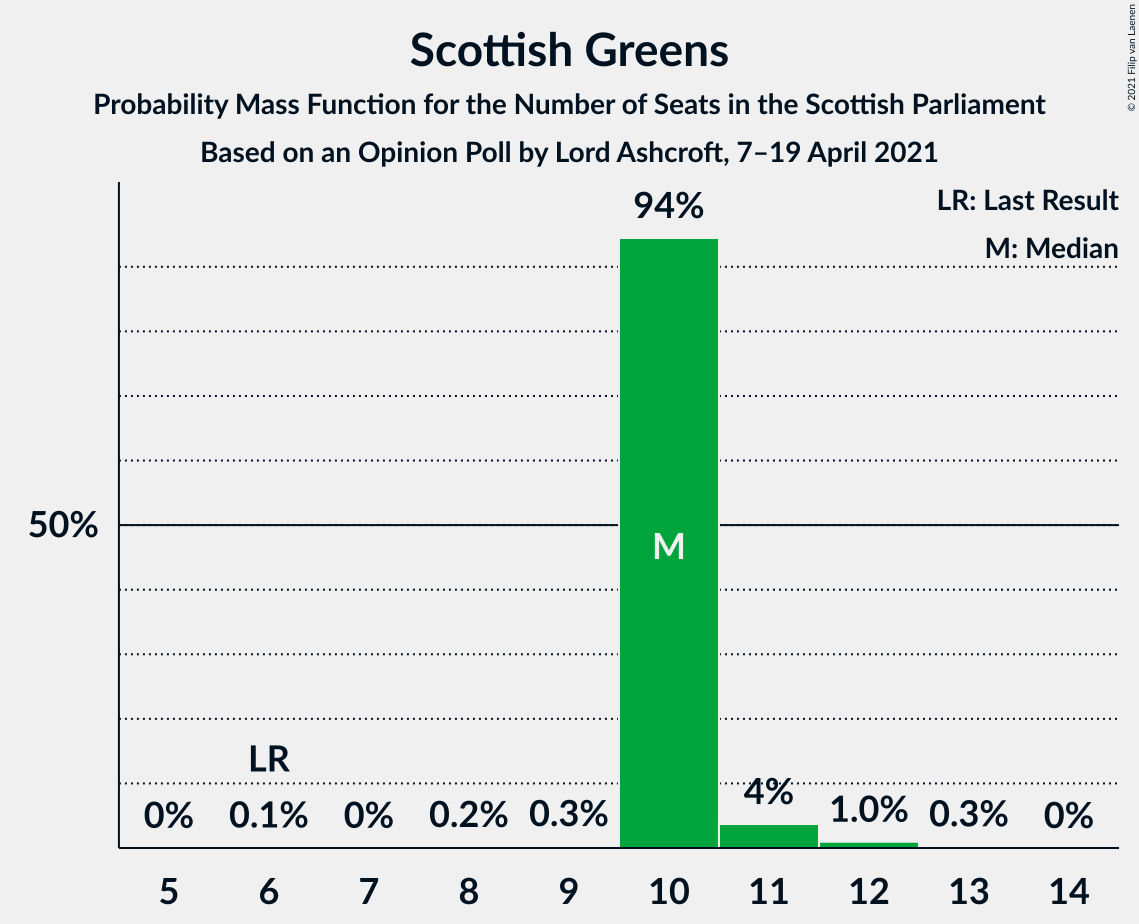 Scottish Greens
Probability Mass Function for the Number of Seats in the Scottish Parliament
Based on an Opinion Poll by Lord Ashcroft, 7–19 April 2021
© 2021 Filip van Laenen
LR: Last Result
M: Median
94%
50%
M
LR
0% 0.1% 0% 0.2% 0.3% 4% 1.0% 0.3% 0%
5 6 7 8 9 10 11 12 13 14